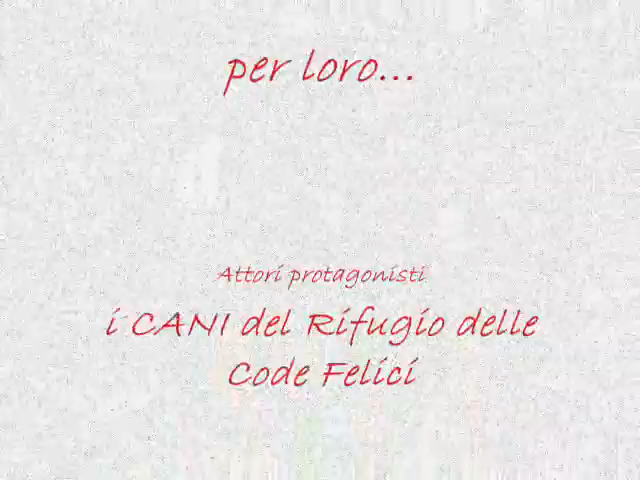 per loro...
Attori protagonisti
i CANI del Rifugio delle
Code Felici